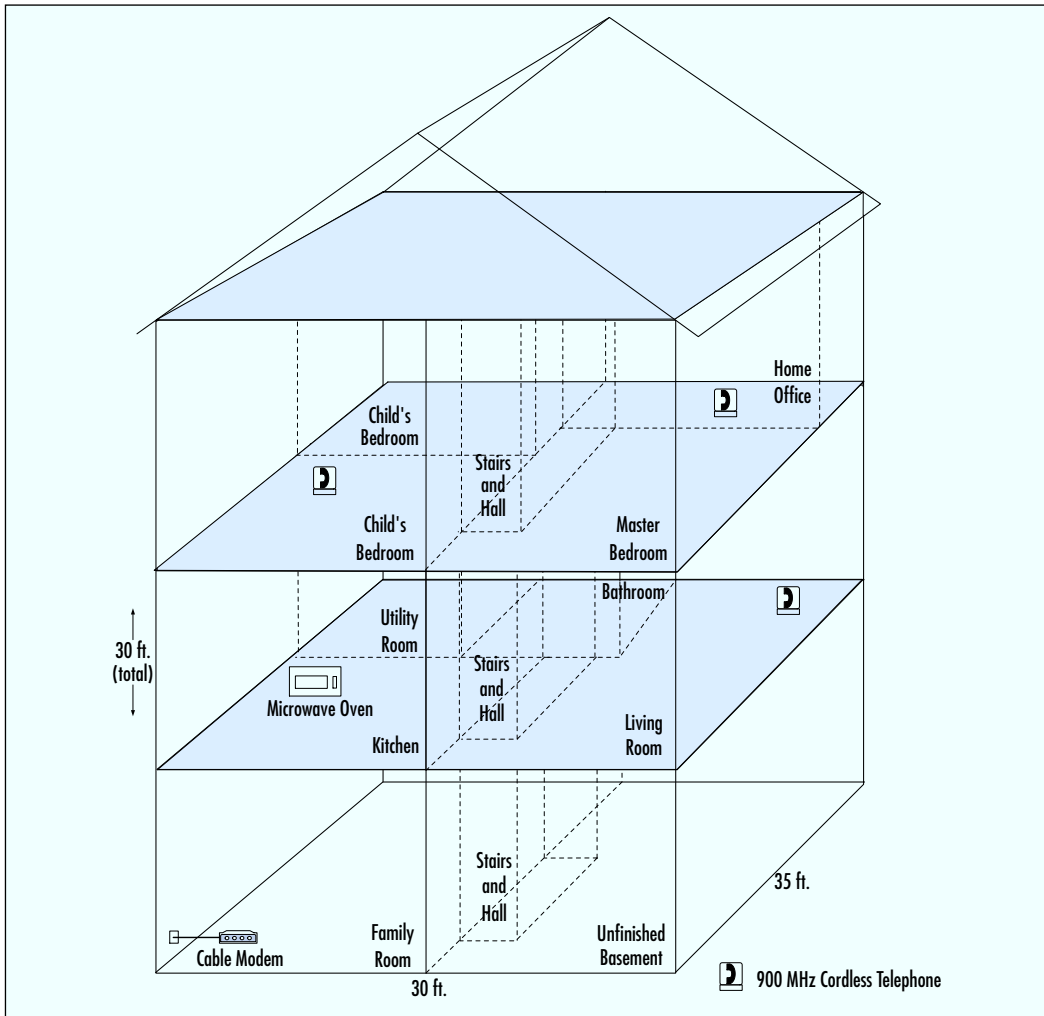 Home
Office
Child's
Bedroom
Stairs
and
Hall
Child's
Bedroom
Master
Bedroom
Bathroom
Utility
Room
30 ft.
(total)
Stairs
and
Hall
Microwave Oven
Kitchen
Living
Room
Stairs
and
Hall
35 ft.
Family
Room
Unfinished
Basement
Cable Modem
30 ft.
900 MHz Cordless Telephone